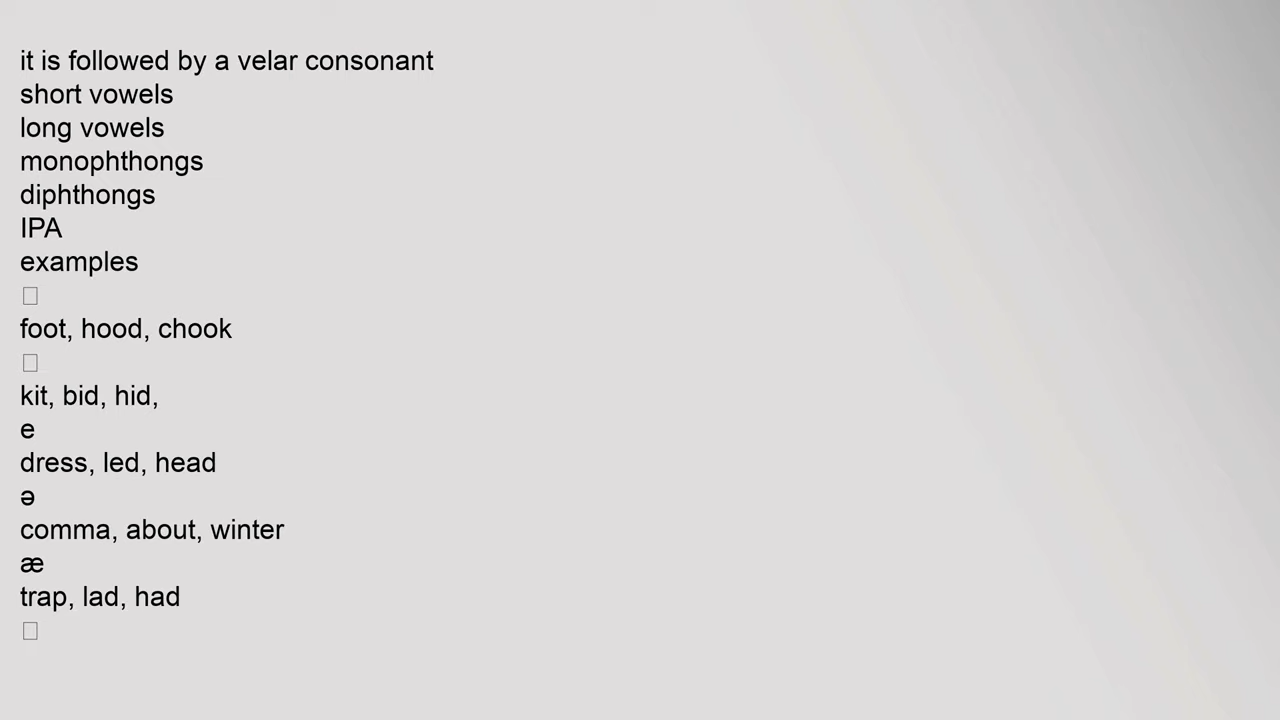 it is followed by a velar consonant
short vowels
long vowels
monophthongs
diphthongs
IPA
examples
□
foot, hood, chook
□
kit, bid, hid,
e
dress, led, head
ə
comma, about, winter
æ
trap, lad, had
□